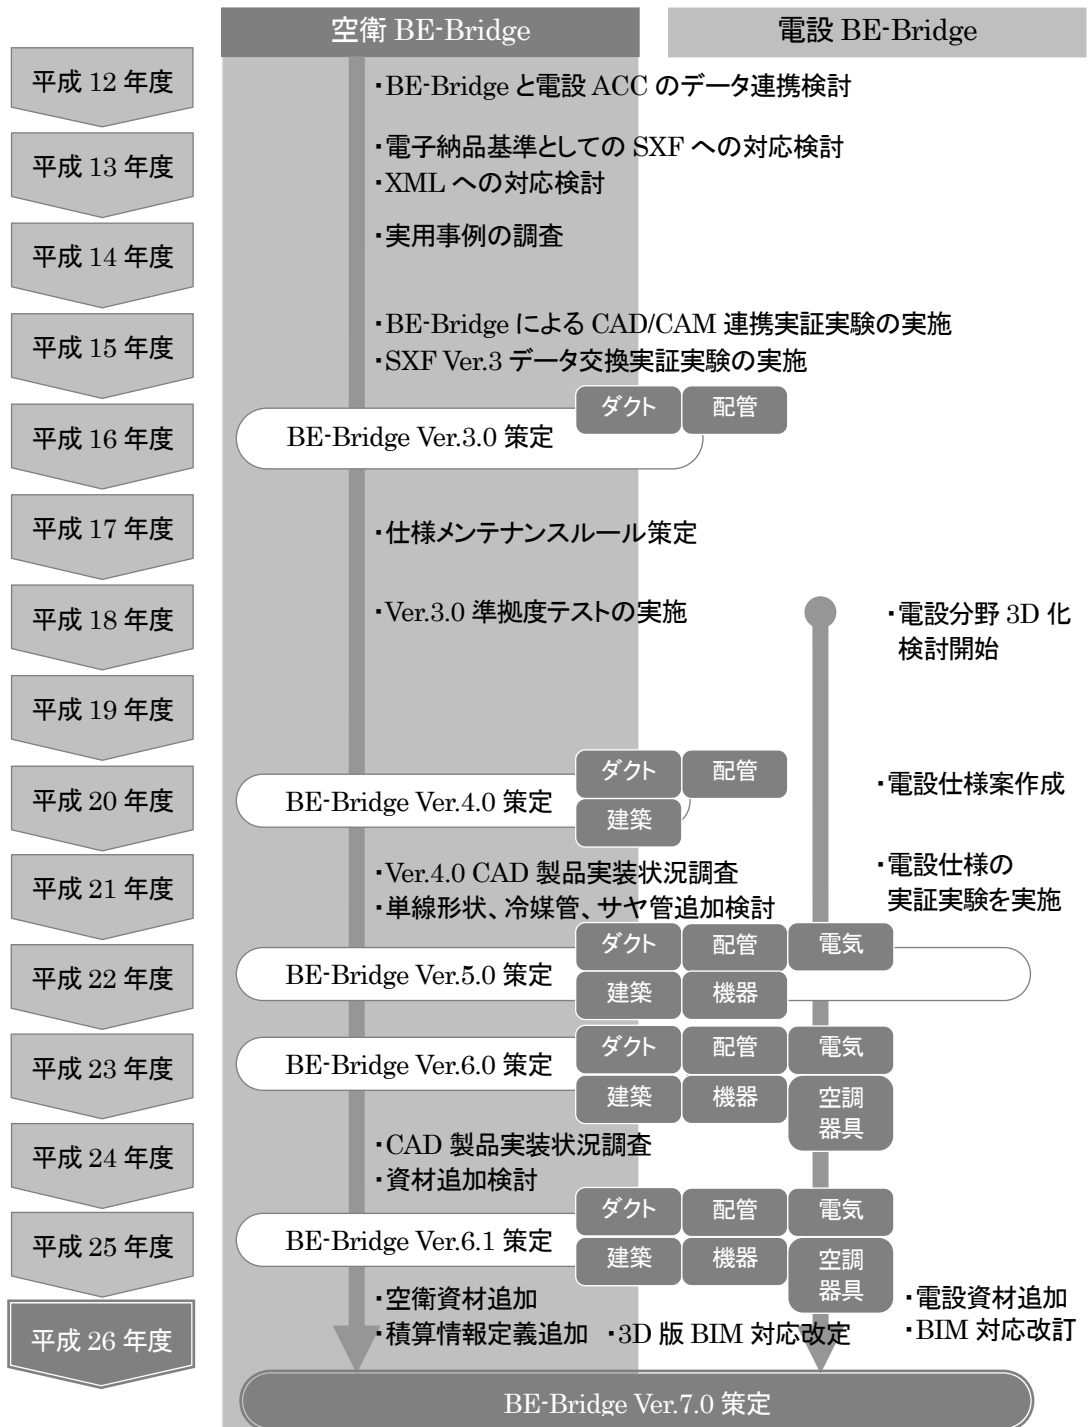 空衛 BE-Bridge
電設 BE-Bridge
平成 12 年度
・BE-Bridge と電設 ACC のデータ連携検討
平成 13 年度
・電子納品基準としての SXF への対応検討
・XML への対応検討
平成 14 年度
・実用事例の調査
平成 15 年度
・BE-Bridge による CAD/CAM 連携実証実験の実施
・SXF Ver.3 データ交換実証実験の実施
平成 16 年度
BE-Bridge Ver.3.0 策定
ダクト
配管
平成 17 年度
・仕様メンテナンスルール策定
平成 18 年度
・Ver.3.0 準拠度テストの実施
・電設分野 3D 化
検討開始
平成 19 年度
平成 20 年度
BE-Bridge Ver.4.0 策定
ダクト
配管
建築
・電設仕様案作成
平成 21 年度
・Ver.4.0 CAD 製品実装状況調査
・単線形状、冷媒管、サヤ管追加検討
・電設仕様の
実証実験を実施
平成 22 年度
BE-Bridge Ver.5.0 策定
ダクト
配管
電気
建築
機器
平成 23 年度
BE-Bridge Ver.6.0 策定
ダクト
配管
電気
建築
機器
空調
器具
平成 24 年度
・CAD 製品実装状況調査
・資材追加検討
平成 25 年度
BE-Bridge Ver.6.1 策定
ダクト
配管
電気
建築
機器
空調
器具
平成 26 年度
・空衛資材追加
・積算情報定義追加 ・3D 版 BIM 対応改定
・電設資材追加
・BIM 対応改訂
BE-Bridge Ver.7.0 策定